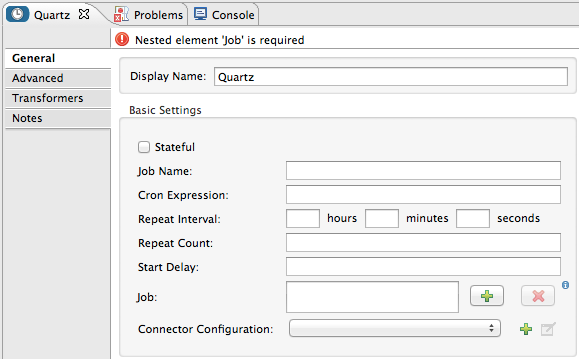 Quartz Problems Console
Nested element 'Job' is required
General
Advanced
Transformers
Notes
Display Name: Quartz
Basic Settings
Stateful
Job Name:
Cron Expression:
Repeat Interval: hours minutes seconds
Repeat Count:
Start Delay:
Job:
Connector Configuration: